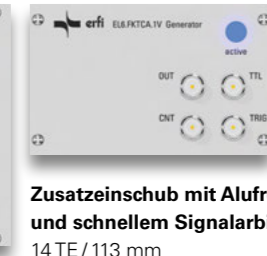 erfi EL6.FKTCA.1V Generator
active
OUT TTL
CNT TRIG
Zusatzeinschub mit Alufr
und schnellem Signalarbi
14 TE / 113 mm